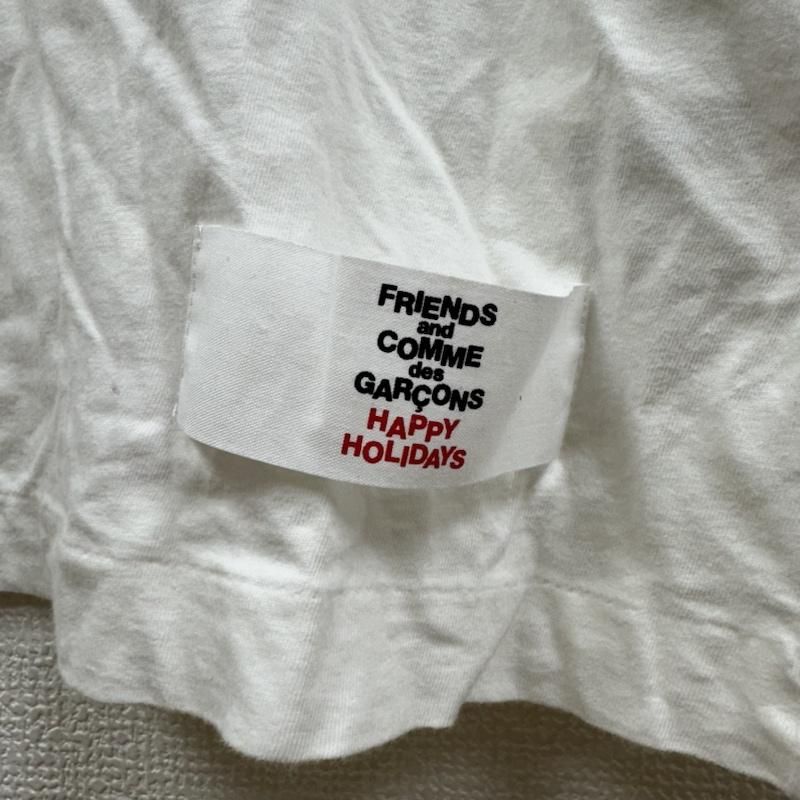 FRIENDS
and
COMME
des
GARÇONS
HAPPY
HOLIDAYS